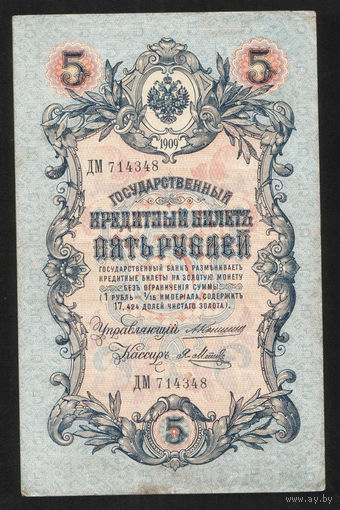 5 5
1909
ДМ 714348
ГОСУДАРСТВЕННЫЙ
КРЕДИТНЫЙ БИЛЕТЪ
ПЯТЬ РУБЛЕЙ
ГОСУДАРСТВЕННЫЙ БАНКЪ РАЗМѢНИВАЕТЪ
КРЕДИТНЫЕ БИЛЕТЫ НА ЗОЛОТУЮ МОНЕТУ
БЕЗЪ ОГРАНИЧЕНІЯ СУММЫ
(1 РУБЛЬ = 1/15 ИМПЕРІАЛА, СОДЕРЖИТЪ
17,424 ДОЛЕЙ ЧИСТАГО ЗОЛОТА).
Управляющій
Кассиръ
ДМ 714348
5
www.ay.by